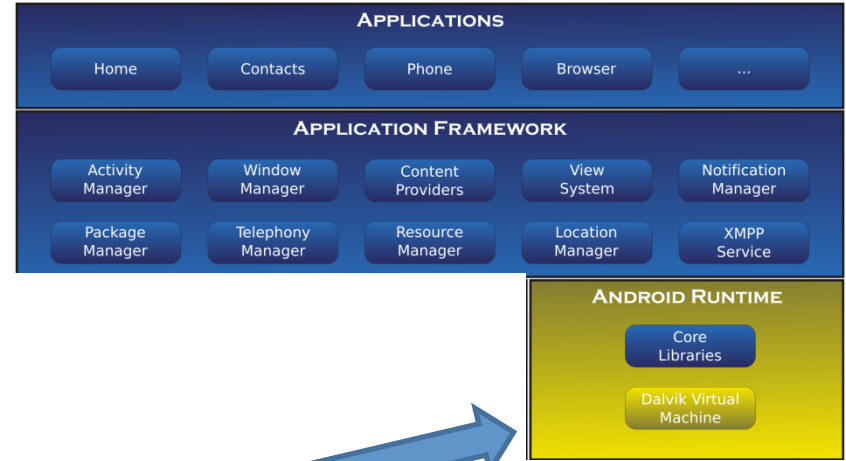 APPLICATIONS
Home Contacts Phone Browser ...
APPLICATION FRAMEWORK
Activity Manager
Window Manager
Content Providers
View System
Notification Manager
Package Manager
Telephony Manager
Resource Manager
Location Manager
XMPP Service
ANDROID RUNTIME
Core Libraries
Dalvik Virtual Machine